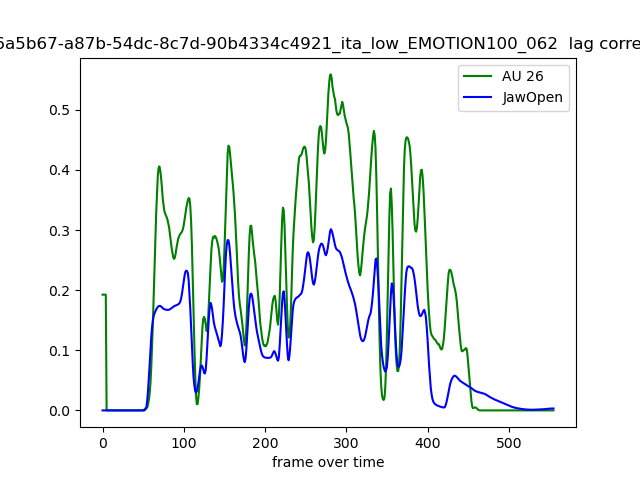 6a5b67-a87b-54dc-8c7d-90b4334c4921_ita_low_EMOTION100_062 lag corre
AU 26
JawOpen
0.5
0.4
0.3
0.2
0.1
0.0
0 100 200 300 400 500
frame over time